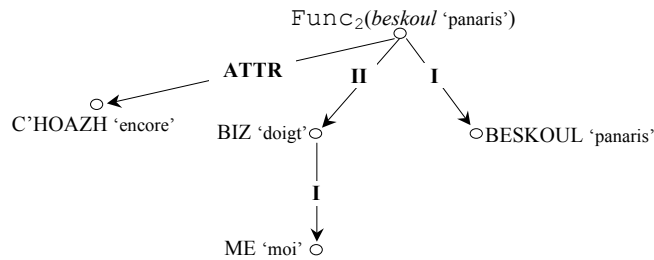 Func₂(beskoul ‘panaris’)
ATTR
II
I
C’HOAZH ‘encore’
BIZ ‘doigt’
BESKOUL ‘panaris’
I
ME ‘moi’